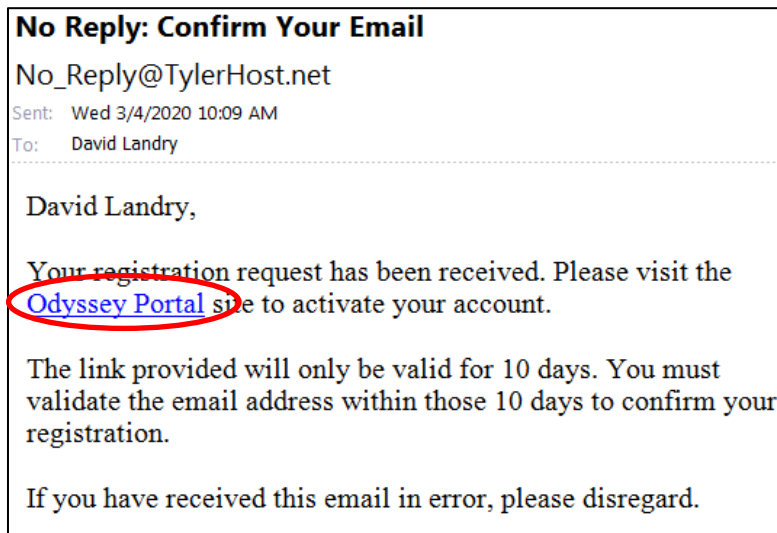 No Reply: Confirm Your Email
No_Reply@TylerHost.net
Sent: Wed 3/4/2020 10:09 AM
To: David Landry
David Landry,
Your registration request has been received. Please visit the
Odyssey Portal site to activate your account.
The link provided will only be valid for 10 days. You must
validate the email address within those 10 days to confirm your
registration.
If you have received this email in error, please disregard.